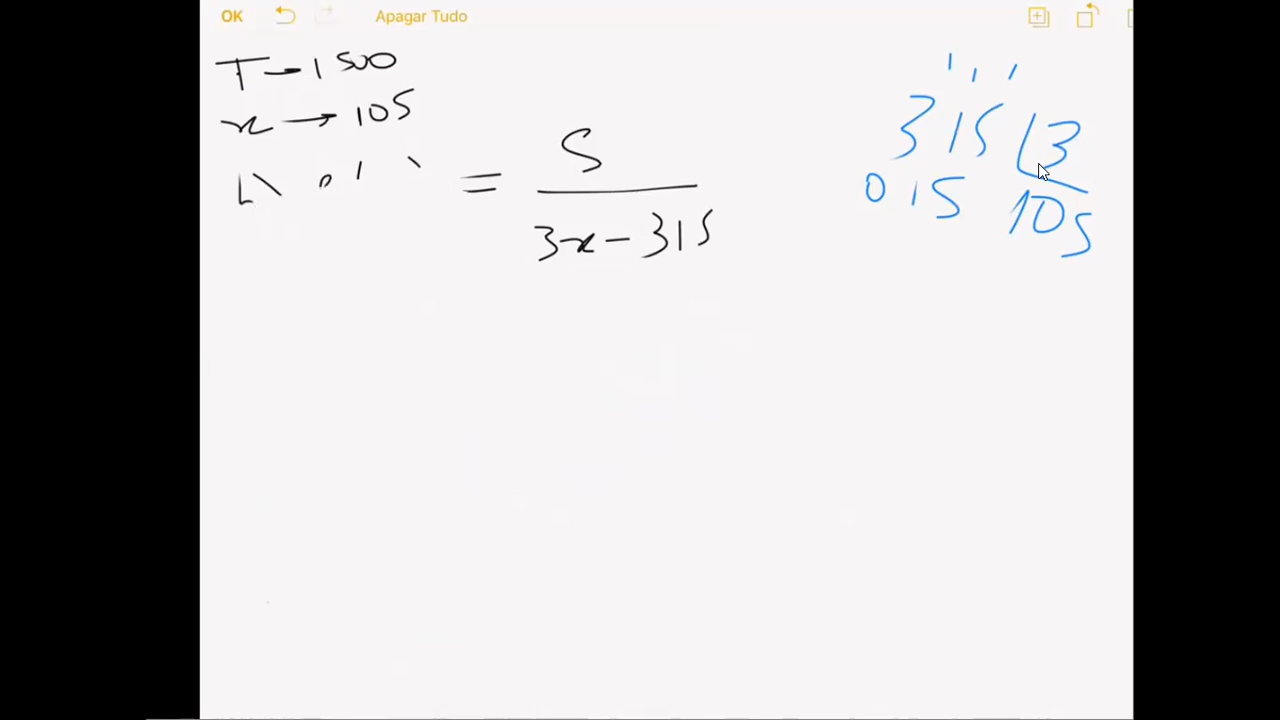 OK Apagar Tudo
T → 1500
x → 105
= 5
3x - 315
315 | 3
015 105